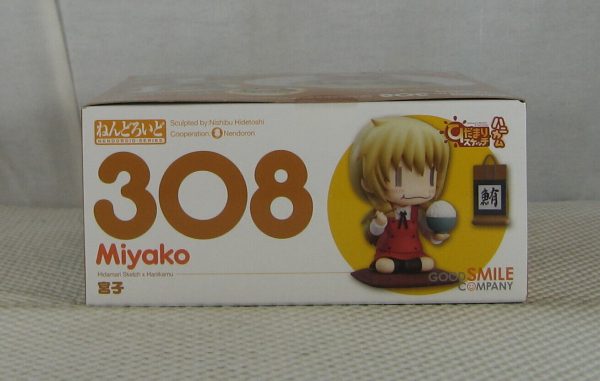 ねんどろいど
NENDOROID-SERIES
Sculpted by Nishibu Hidetoshi
Cooperation: Nendoron
308
Miyako
Hidamari Sketch x Hanikamu
宮子
ひだまり
スケッチ
ハニカム
鮪
GOOD SMILE
COMPANY